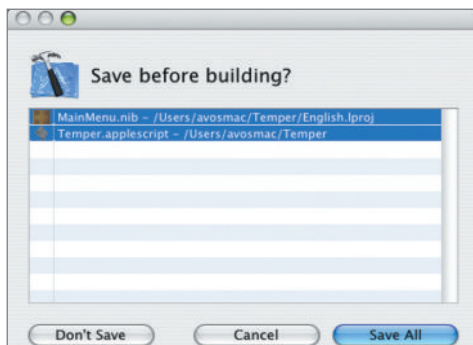 Save before building?
MainMenu.nib – /Users/avosmac/Temper/English.lproj
Temper.applescript – /Users/avosmac/Temper
Don't Save
Cancel
Save All